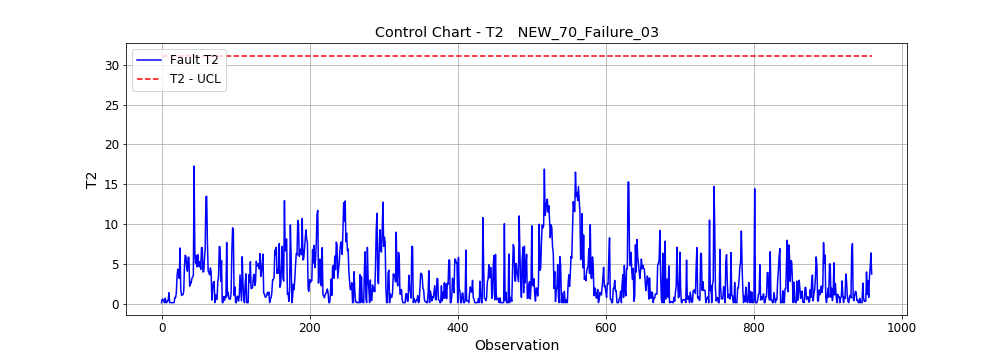 Control Chart - T2   NEW_70_Failure_03
Fault T2
T2 - UCL
T2
30
25
20
15
10
5
0
0 200 400 600 800 1000
Observation